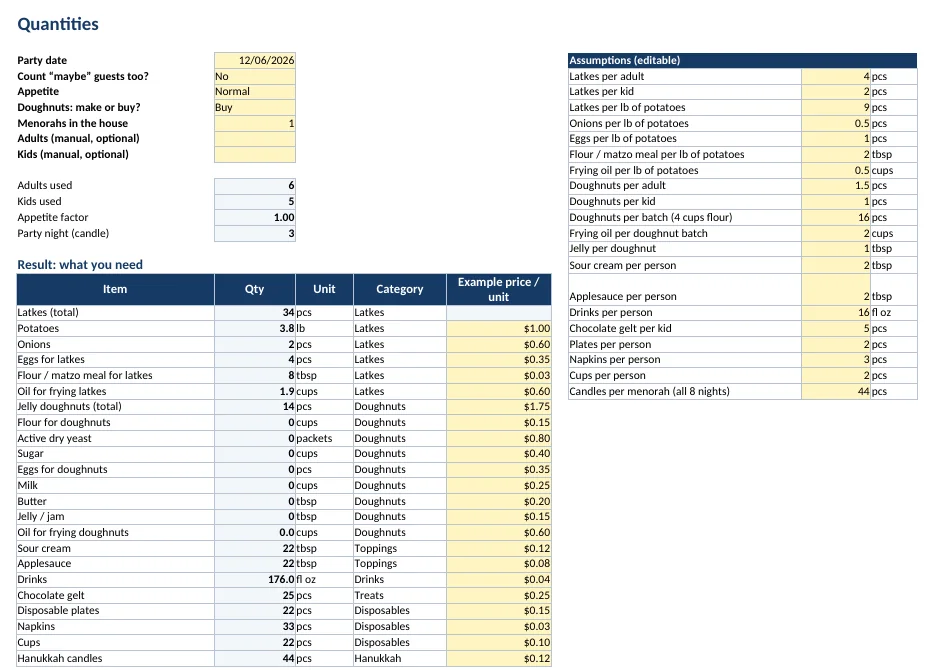 Quantities
Party date 12/06/2026
Count “maybe” guests too? No
Appetite Normal
Doughnuts: make or buy? Buy
Menorahs in the house 1
Adults (manual, optional)
Kids (manual, optional)
Adults used 6
Kids used 5
Appetite factor 1.00
Party night (candle) 3
Result: what you need
Item Qty Unit Category Example price / unit
Latkes (total) 34 pcs Latkes
Potatoes 3.8 lb Latkes $1.00
Onions 2 pcs Latkes $0.60
Eggs for latkes 4 pcs Latkes $0.35
Flour / matzo meal for latkes 8 tbsp Latkes $0.03
Oil for frying latkes 1.9 cups Latkes $0.60
Jelly doughnuts (total) 14 pcs Doughnuts $1.75
Flour for doughnuts 0 cups Doughnuts $0.15
Active dry yeast 0 packets Doughnuts $0.80
Sugar 0 cups Doughnuts $0.40
Eggs for doughnuts 0 pcs Doughnuts $0.35
Milk 0 cups Doughnuts $0.25
Butter 0 tbsp Doughnuts $0.20
Jelly / jam 0 tbsp Doughnuts $0.15
Oil for frying doughnuts 0.0 cups Doughnuts $0.60
Sour cream 22 tbsp Toppings $0.12
Applesauce 22 tbsp Toppings $0.08
Drinks 176.0 fl oz Drinks $0.04
Chocolate gelt 25 pcs Treats $0.25
Disposable plates 22 pcs Disposables $0.15
Napkins 33 pcs Disposables $0.03
Cups 22 pcs Disposables $0.10
Hanukkah candles 44 pcs Hanukkah $0.12
Assumptions (editable)
Latkes per adult 4 pcs
Latkes per kid 2 pcs
Latkes per lb of potatoes 9 pcs
Onions per lb of potatoes 0.5 pcs
Eggs per lb of potatoes 1 pcs
Flour / matzo meal per lb of potatoes 2 tbsp
Frying oil per lb of potatoes 0.5 cups
Doughnuts per adult 1.5 pcs
Doughnuts per kid 1 pcs
Doughnuts per batch (4 cups flour) 16 pcs
Frying oil per doughnut batch 2 cups
Jelly per doughnut 1 tbsp
Sour cream per person 2 tbsp
Applesauce per person 2 tbsp
Drinks per person 16 fl oz
Chocolate gelt per kid 5 pcs
Plates per person 2 pcs
Napkins per person 3 pcs
Cups per person 2 pcs
Candles per menorah (all 8 nights) 44 pcs